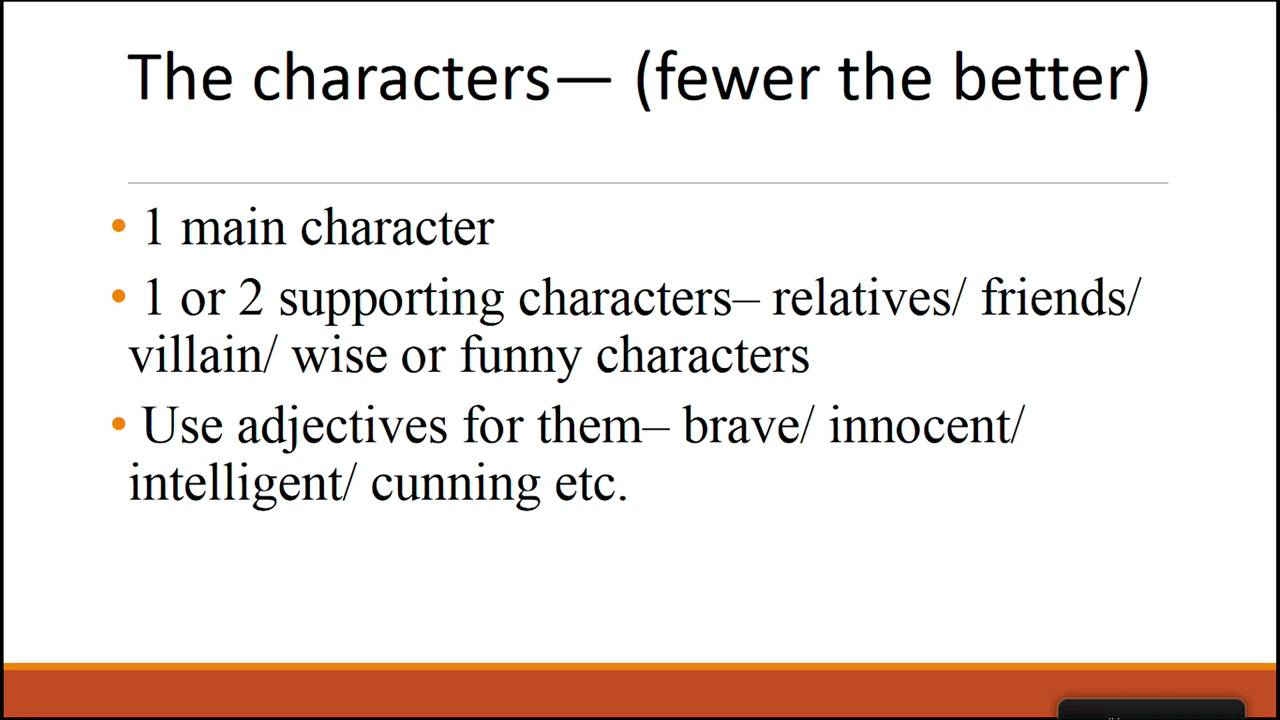 The characters— (fewer the better)
• 1 main character
• 1 or 2 supporting characters– relatives/ friends/
villain/ wise or funny characters
• Use adjectives for them– brave/ innocent/
intelligent/ cunning etc.